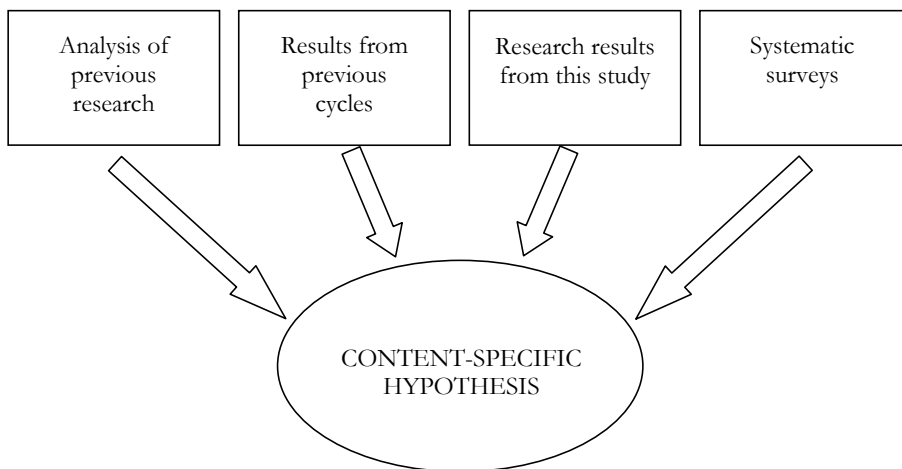 Analysis of
previous
research
Results from
previous
cycles
Research results
from this study
Systematic
surveys
CONTENT-SPECIFIC
HYPOTHESIS